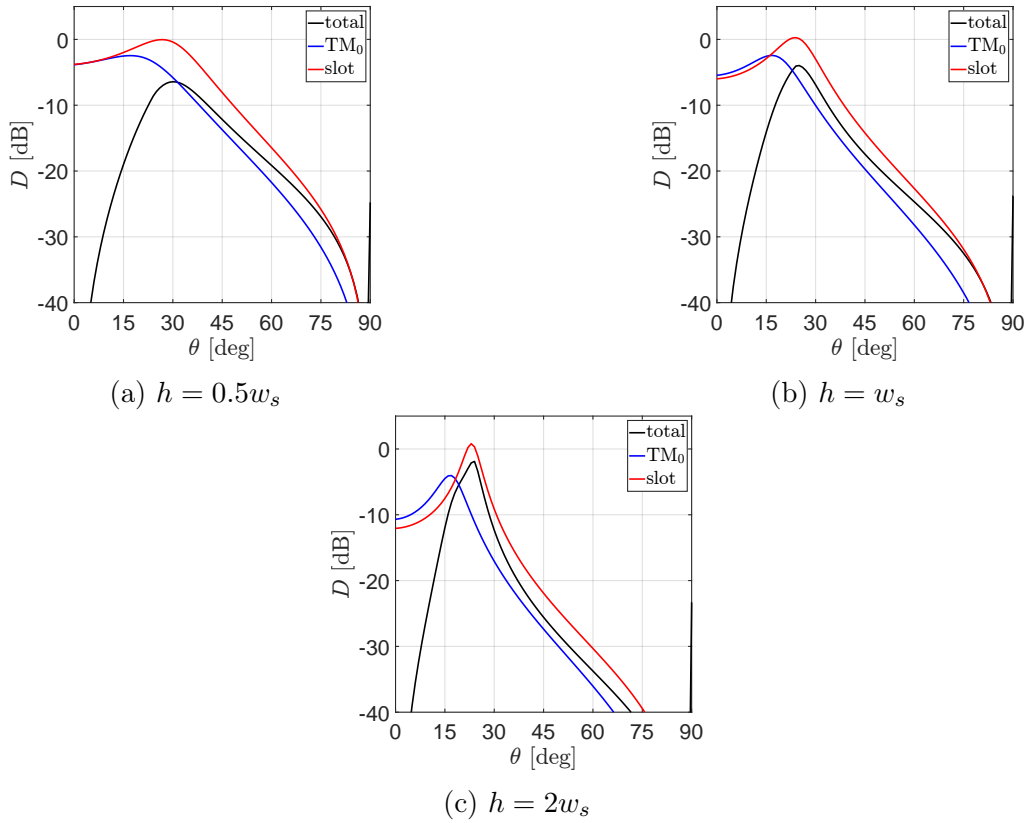 0
-10
-20
-30
-40
0 15 30 45 60 75 90
D [dB]
θ [deg]
total
TM₀
slot
(a) h = 0.5wₛ
0
-10
-20
-30
-40
0 15 30 45 60 75 90
D [dB]
θ [deg]
total
TM₀
slot
(b) h = wₛ
0
-10
-20
-30
-40
0 15 30 45 60 75 90
D [dB]
θ [deg]
total
TM₀
slot
(c) h = 2wₛ